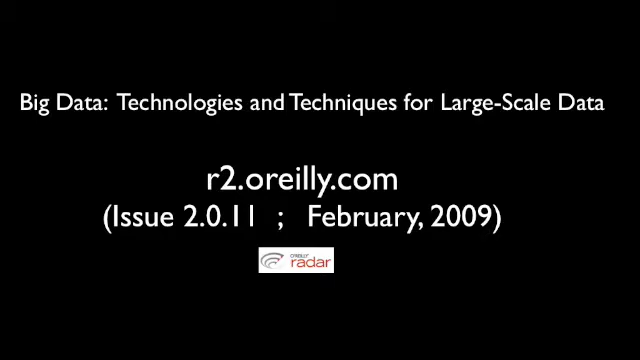 Big Data: Technologies and Techniques for Large-Scale Data
r2.oreilly.com
(Issue 2.0.11 ; February, 2009)
O'REILLY
radar